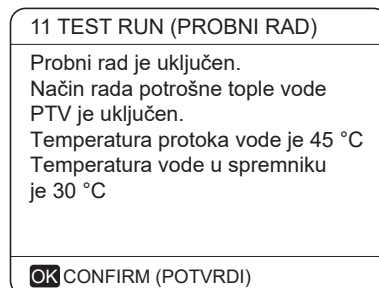 11 TEST RUN (PROBNI RAD)
Probni rad je uključen.
Način rada potrošne tople vode
PTV je uključen.
Temperatura protoka vode je 45 °C
Temperatura vode u spremniku
je 30 °C
OK CONFIRM (POTVRDI)